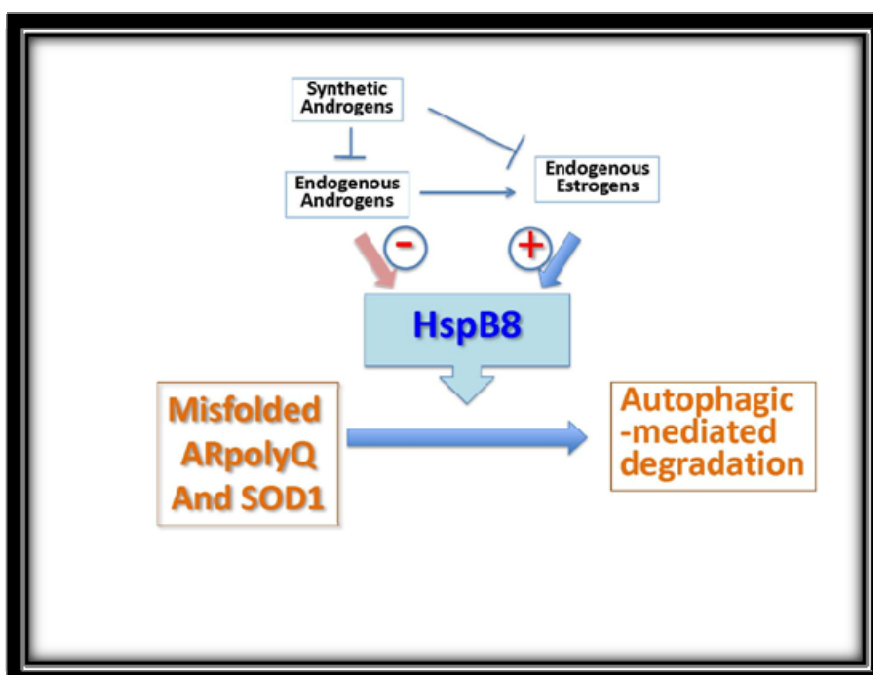 Synthetic
Androgens
Endogenous
Androgens
Endogenous
Estrogens
-
+
HspB8
Misfolded
ARpolyQ
And SOD1
Autophagic
-mediated
degradation